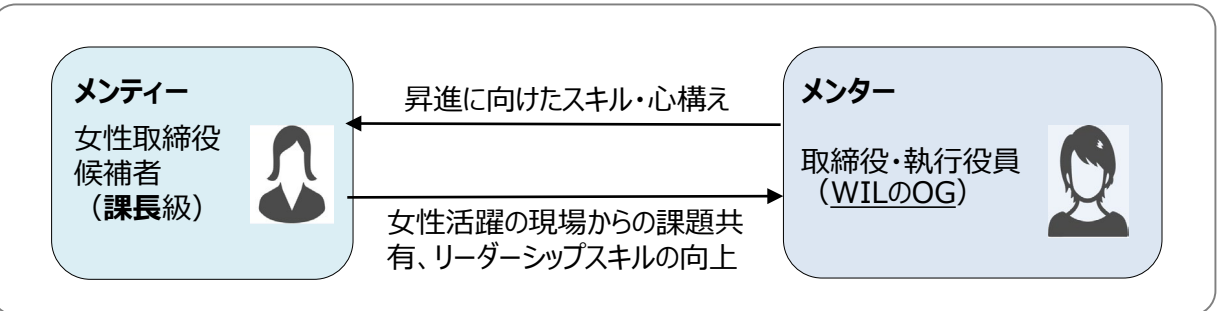 メンティー
女性取締役
候補者
（課長級）
昇進に向けたスキル・心構え
女性活躍の現場からの課題共
有、リーダーシップスキルの向上
メンター
取締役・執行役員
（WILのOG）